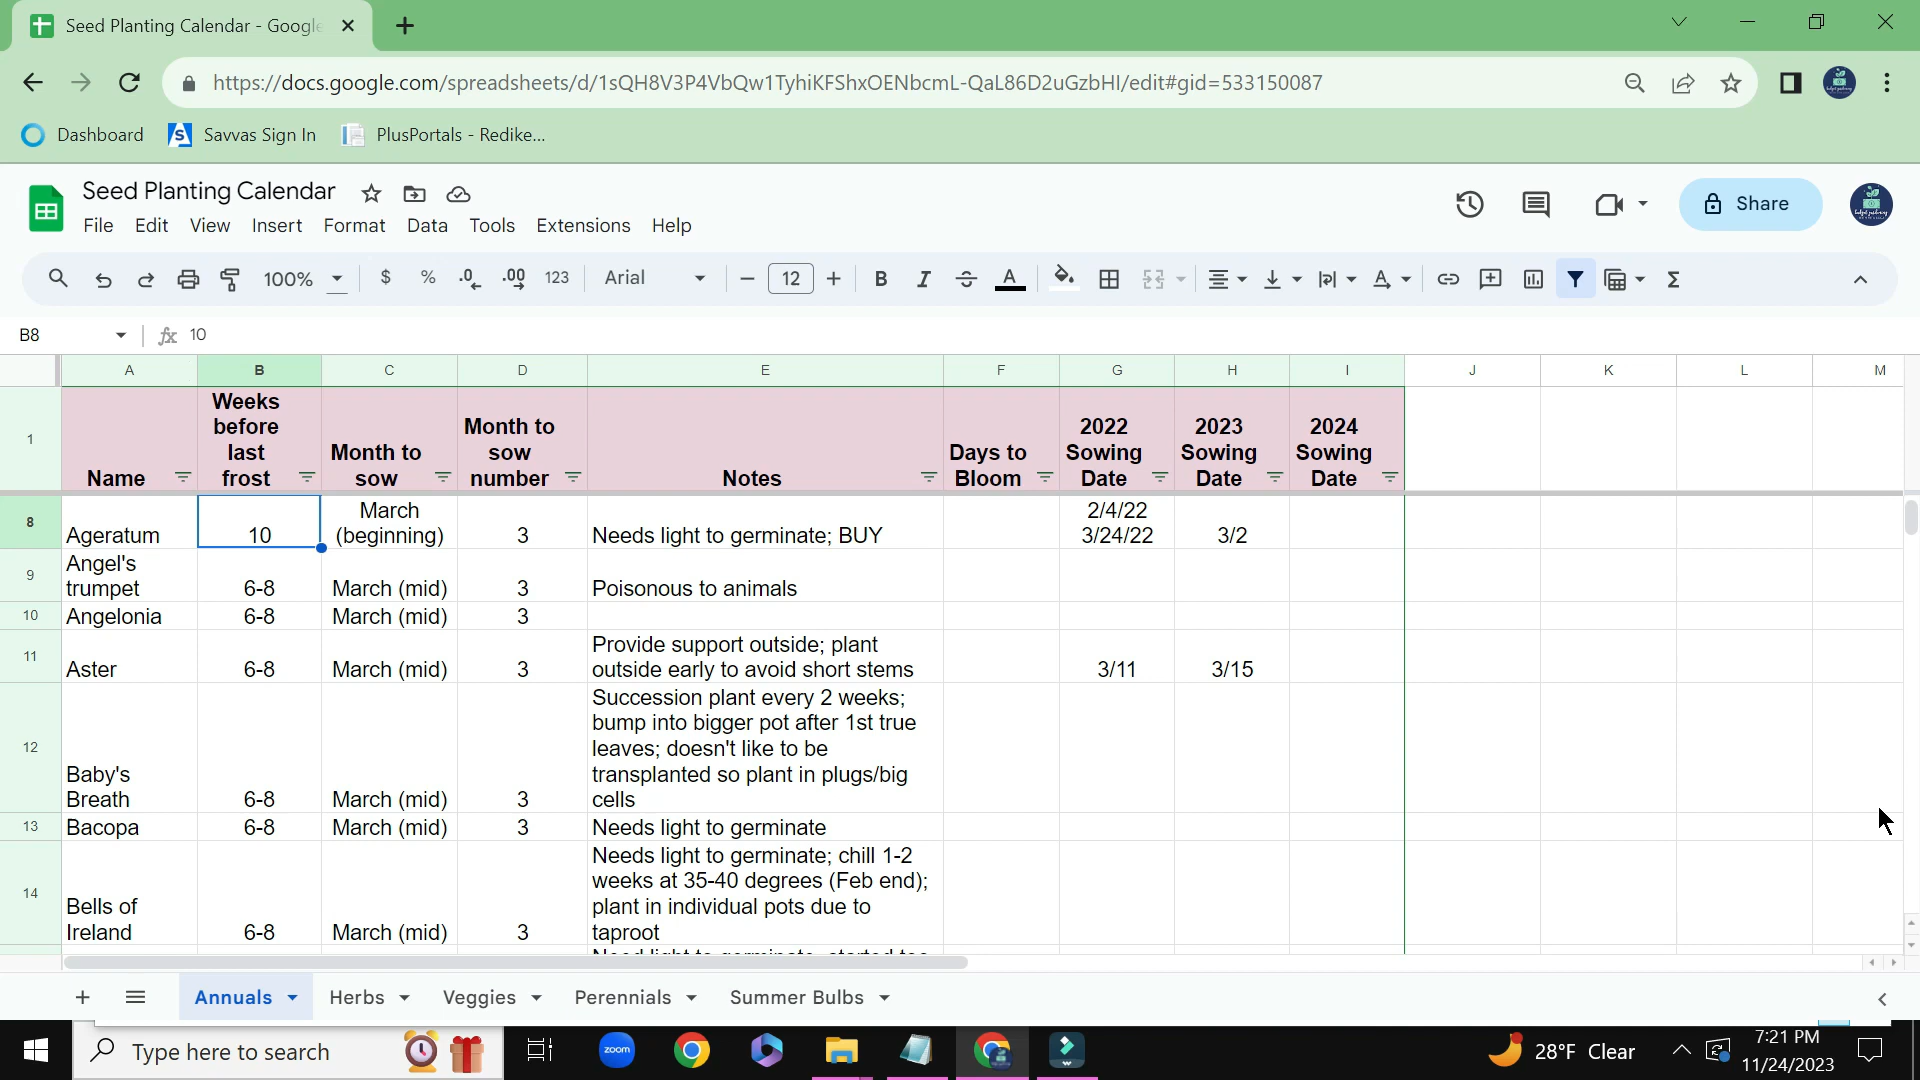 Seed Planting Calendar - Google
https://docs.google.com/spreadsheets/d/1sQH8V3P4VbQw1TyhiKFShxOENbcmL-QaL86D2uGzbHI/edit#gid=533150087
Dashboard Savvas Sign In PlusPortals - Redike...
Seed Planting Calendar
File Edit View Insert Format Data Tools Extensions Help
Share
100% $ % .0 .00 123 Arial 12 B I A
B8 fx 10
A B C D E F G H I J K L M
1
Name
Weeks
before
last
frost
Month to
sow
Month to
sow
number
Notes
Days to
Bloom
2022
Sowing
Date
2023
Sowing
Date
2024
Sowing
Date
8
Ageratum
10
March
(beginning)
3
Needs light to germinate; BUY
2/4/22
3/24/22
3/2
9
Angel's
trumpet
6-8
March (mid)
3
Poisonous to animals
10
Angelonia
6-8
March (mid)
3
11
Aster
6-8
March (mid)
3
Provide support outside; plant
outside early to avoid short stems
3/11
3/15
12
Baby's
Breath
6-8
March (mid)
3
Succession plant every 2 weeks;
bump into bigger pot after 1st true
leaves; doesn't like to be
transplanted so plant in plugs/big
cells
13
Bacopa
6-8
March (mid)
3
Needs light to germinate
14
Bells of
Ireland
6-8
March (mid)
3
Needs light to germinate; chill 1-2
weeks at 35-40 degrees (Feb end);
plant in individual pots due to
taproot
Annuals Herbs Veggies Perennials Summer Bulbs
Type here to search
zoom
28°F Clear
7:21 PM
11/24/2023